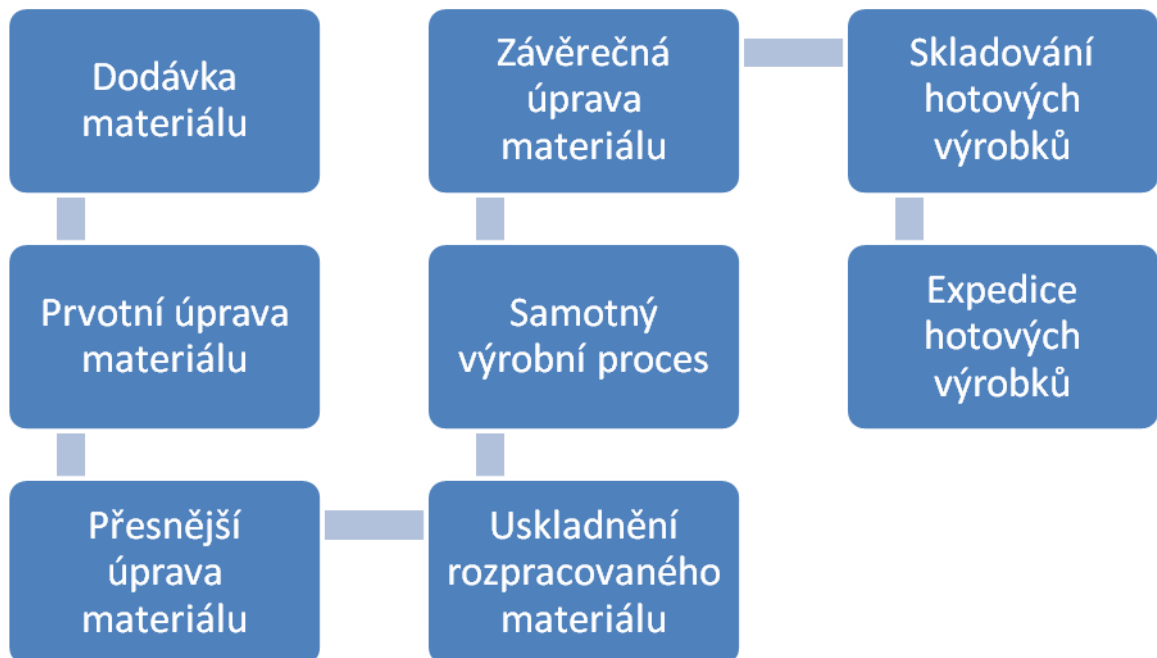 Dodávka
materiálu
Prvotní úprava
materiálu
Přesnější
úprava
materiálu
Uskladnění
rozpracovaného
materiálu
Samotný
výrobní proces
Závěrečná
úprava
materiálu
Skladování
hotových
výrobků
Expedice
hotových
výrobků